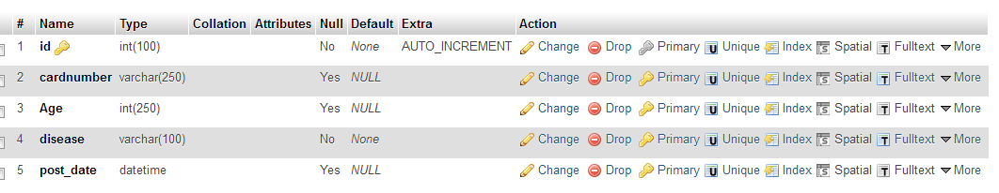 # Name Type Collation Attributes Null Default Extra Action
1 id int(100) No None AUTO_INCREMENT Change Drop Primary Unique Index Spatial Fulltext More
2 cardnumber varchar(250) Yes NULL Change Drop Primary Unique Index Spatial Fulltext More
3 Age int(250) Yes NULL Change Drop Primary Unique Index Spatial Fulltext More
4 disease varchar(100) No None Change Drop Primary Unique Index Spatial Fulltext More
5 post_date datetime Yes NULL Change Drop Primary Unique Index Spatial Fulltext More